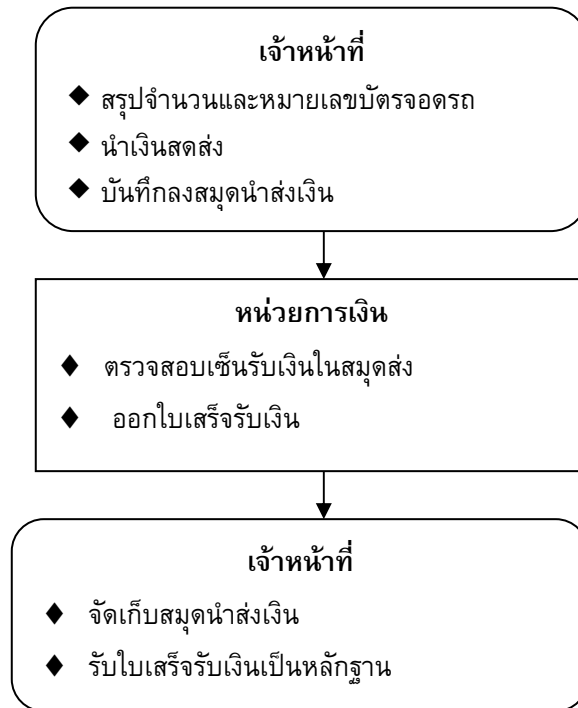 เจ้าหน้าที่
◆ สรุปจำนวนและหมายเลขบัตรจอดรถ
◆ นำเงินสดส่ง
◆ บันทึกลงสมุดนำส่งเงิน
หน่วยการเงิน
◆ ตรวจสอบเซ็นรับเงินในสมุดส่ง
◆ ออกใบเสร็จรับเงิน
เจ้าหน้าที่
◆ จัดเก็บสมุดนำส่งเงิน
◆ รับใบเสร็จรับเงินเป็นหลักฐาน